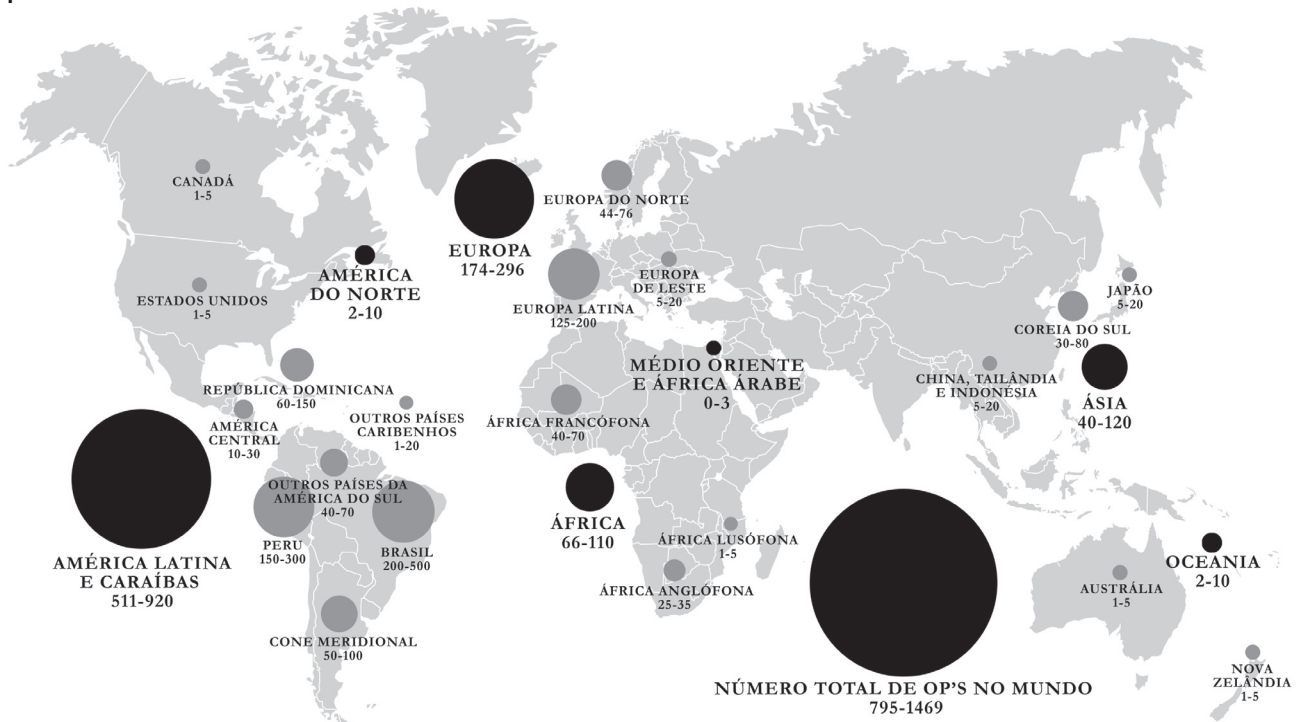 CANADÁ
1-5
AMÉRICA
DO NORTE
2-10
ESTADOS UNIDOS
1-5
REPÚBLICA DOMINICANA
60-150
AMÉRICA
CENTRAL
10-30
OUTROS PAÍSES
CARIBENHOS
1-20
OUTROS PAÍSES DA
AMÉRICA DO SUL
40-70
PERU
150-300
BRASIL
200-500
AMÉRICA LATINA
E CARAÍBAS
511-920
CONE MERIDIONAL
50-100
EUROPA
174-296
EUROPA DO NORTE
44-76
EUROPA
DE LESTE
5-20
EUROPA LATINA
125-200
MÉDIO ORIENTE
E ÁFRICA ÁRABE
0-3
ÁFRICA FRANCÓFONA
40-70
ÁFRICA
66-110
ÁFRICA LUSÓFONA
1-5
ÁFRICA ANGLÓFONA
25-35
JAPÃO
5-20
COREIA DO SUL
30-80
CHINA, TAILÂNDIA
E INDONÉSIA
5-20
ÁSIA
40-120
OCEANIA
2-10
AUSTRÁLIA
1-5
NOVA
ZELÂNDIA
1-5
NÚMERO TOTAL DE OP'S NO MUNDO
795-1469